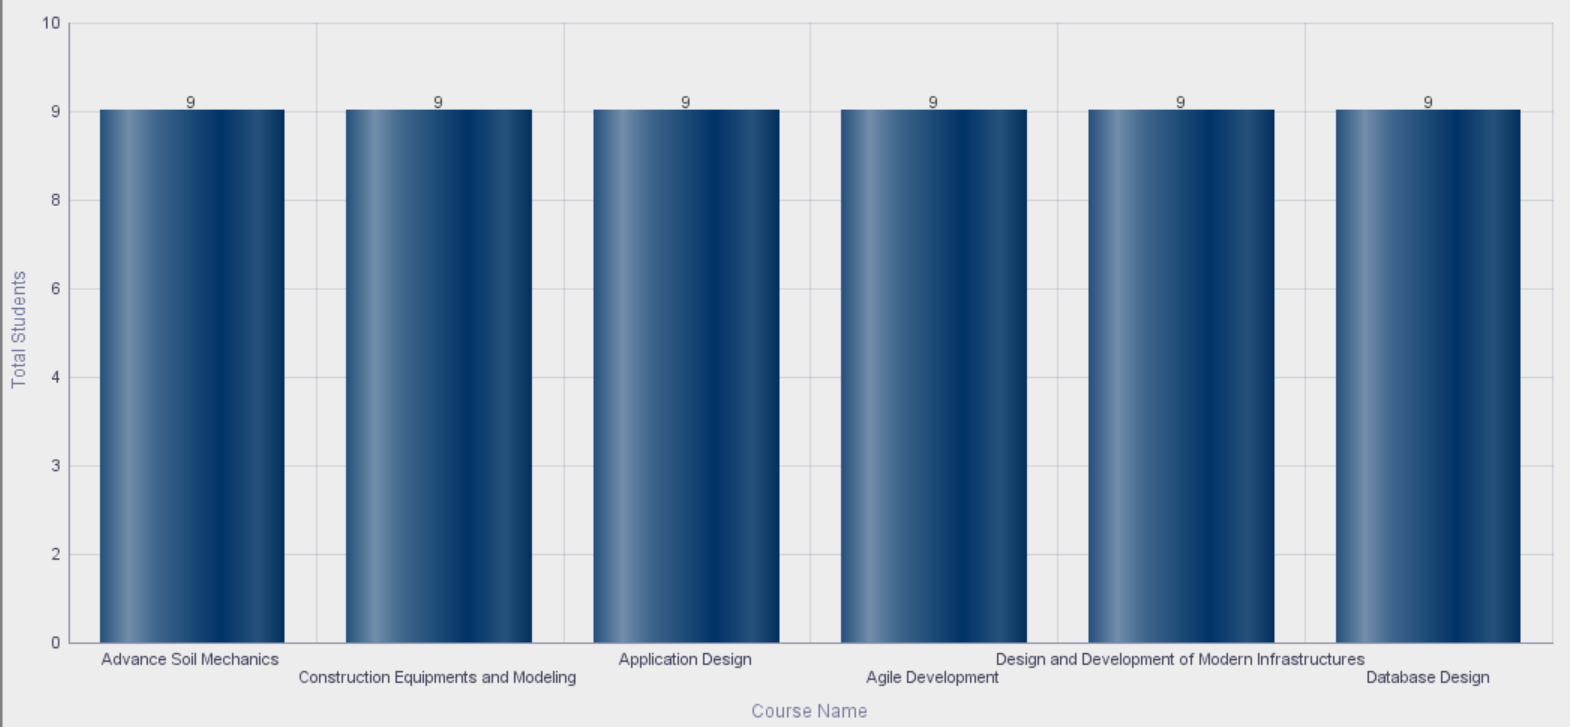 10
9
8
6
4
3
2
0
Total Students
9
9
9
9
9
9
Advance Soil Mechanics
Construction Equipments and Modeling
Application Design
Agile Development
Design and Development of Modern Infrastructures
Database Design
Course Name